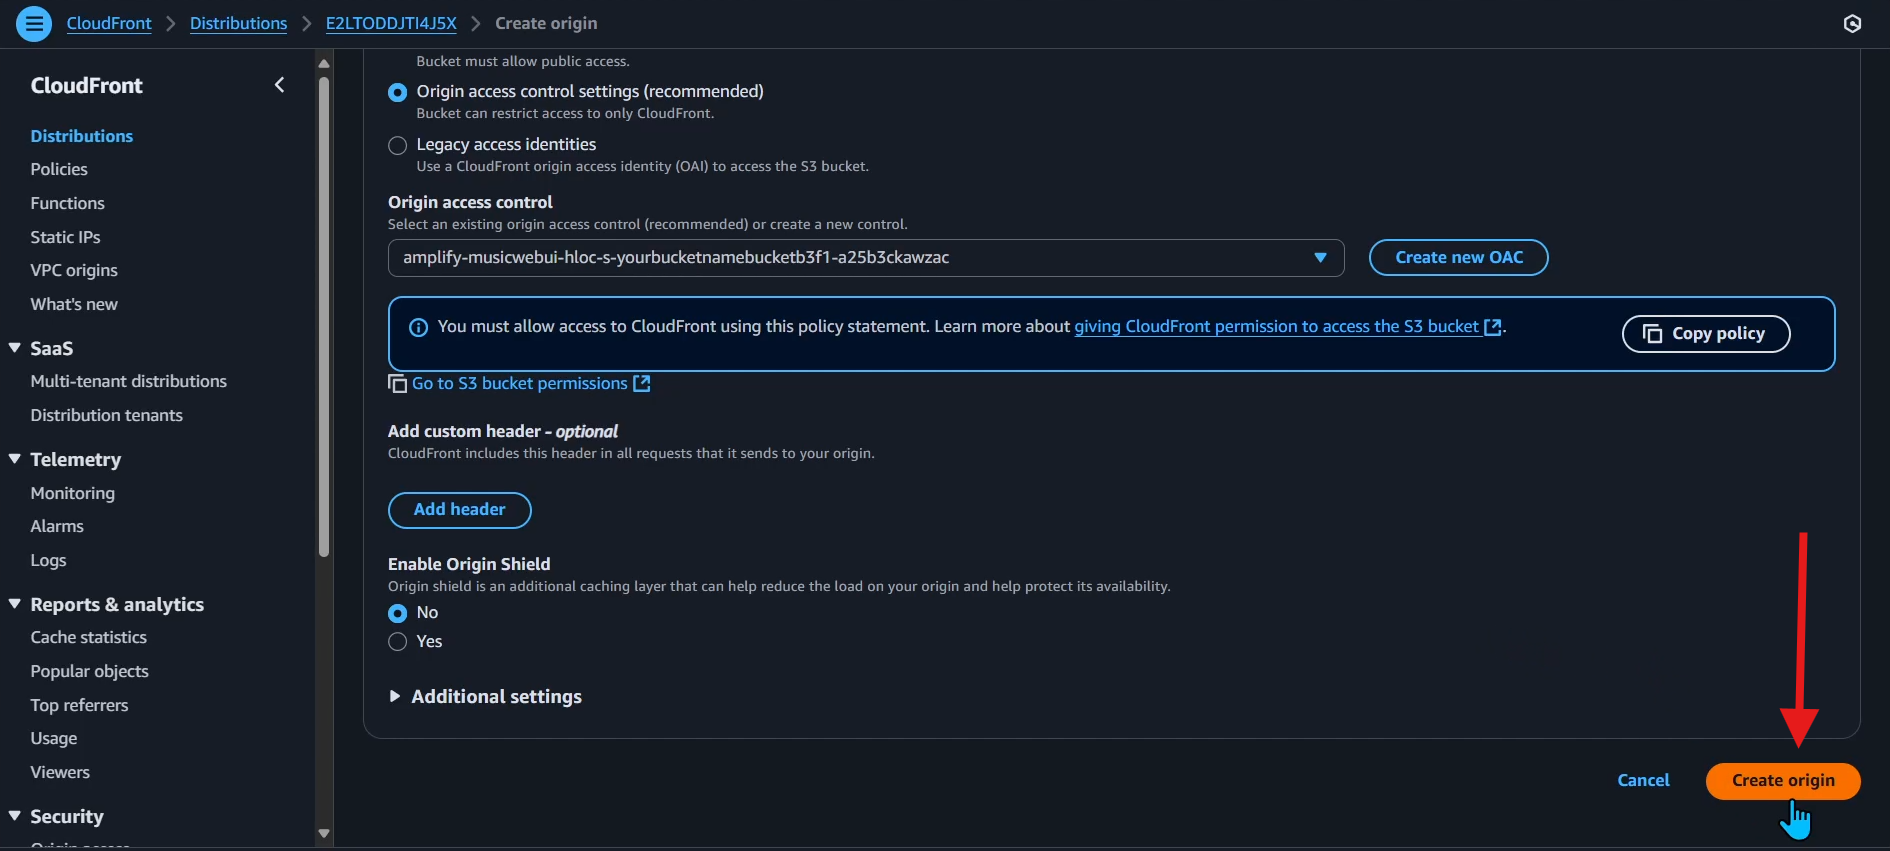 CloudFront > Distributions > E2LTODDJTI4J5X > Create origin
CloudFront
Distributions
Policies
Functions
Static IPs
VPC origins
What's new
SaaS
Multi-tenant distributions
Distribution tenants
Telemetry
Monitoring
Alarms
Logs
Reports & analytics
Cache statistics
Popular objects
Top referrers
Usage
Viewers
Security
Bucket must allow public access.
Origin access control settings (recommended)
Bucket can restrict access to only CloudFront.
Legacy access identities
Use a CloudFront origin access identity (OAI) to access the S3 bucket.
Origin access control
Select an existing origin access control (recommended) or create a new control.
amplify-musicwebui-hloc-s-yourbucketnamebucketb3f1-a25b3ckawzac
Create new OAC
You must allow access to CloudFront using this policy statement. Learn more about giving CloudFront permission to access the S3 bucket.
Copy policy
Go to S3 bucket permissions
Add custom header - optional
CloudFront includes this header in all requests that it sends to your origin.
Add header
Enable Origin Shield
Origin shield is an additional caching layer that can help reduce the load on your origin and help protect its availability.
No
Yes
Additional settings
Cancel
Create origin